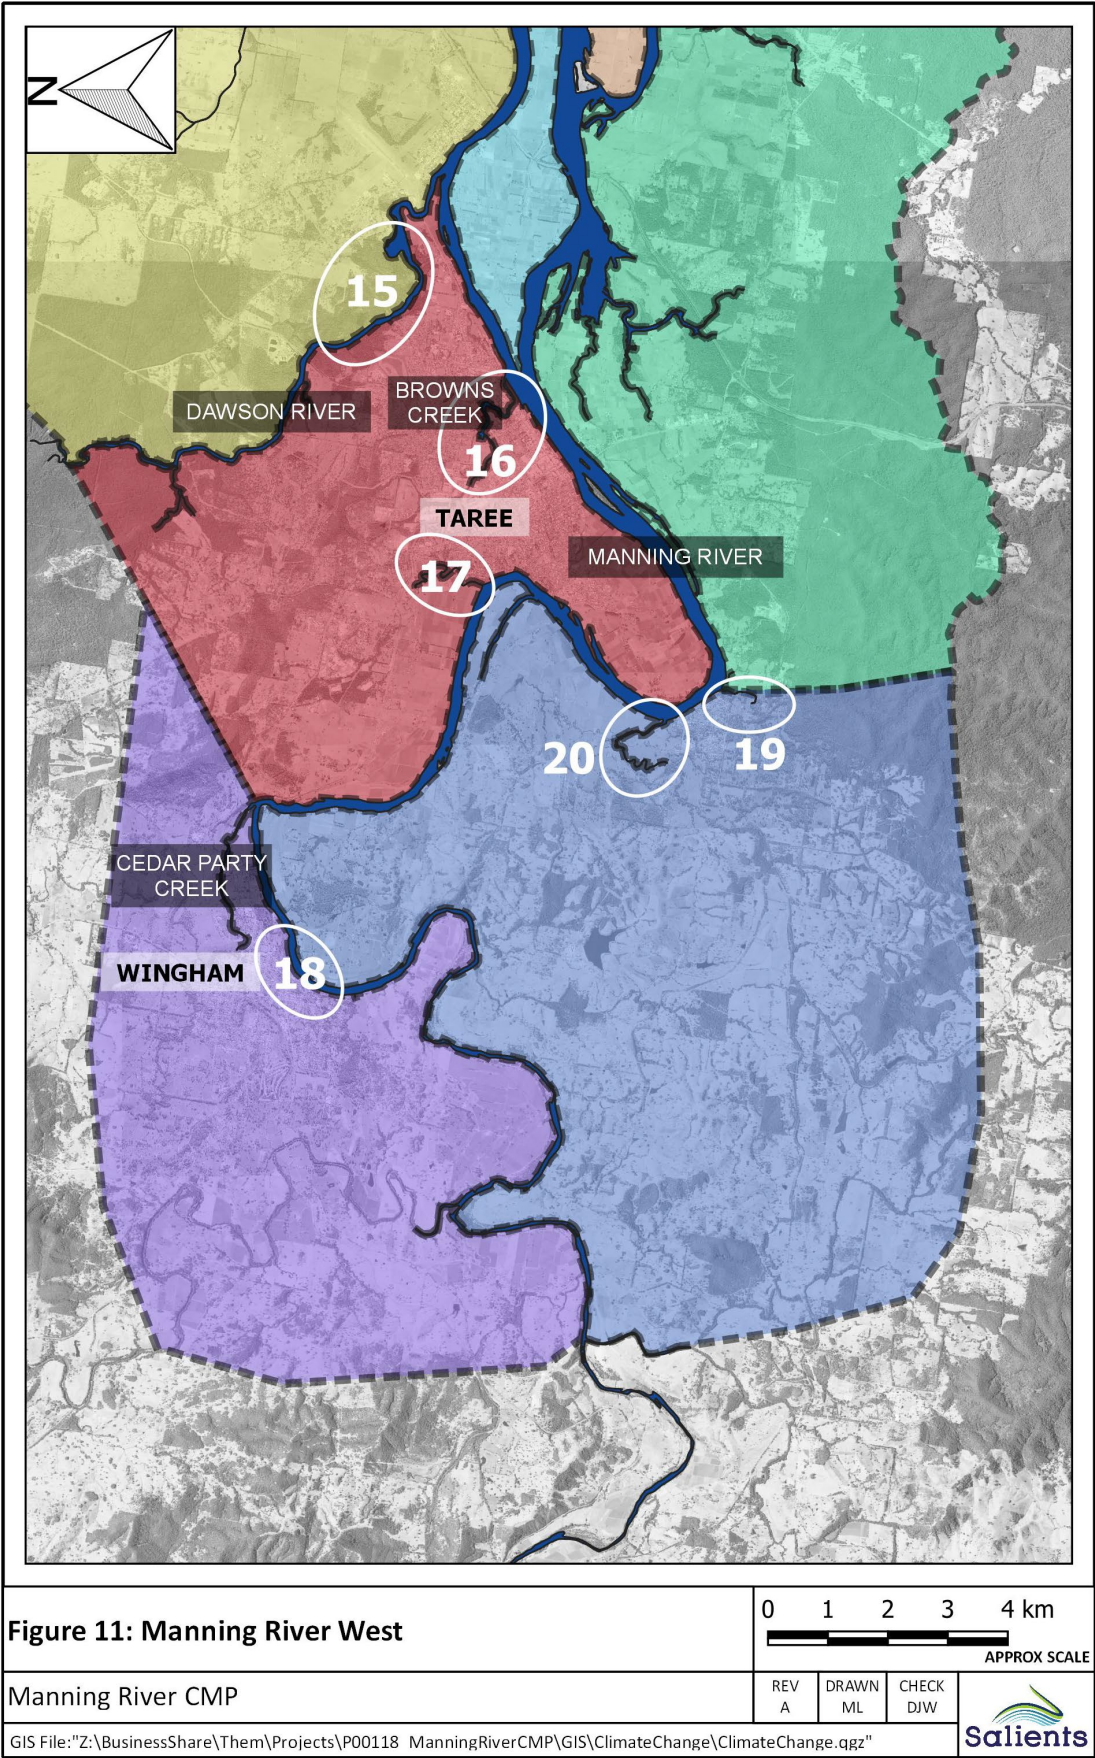 N
15
DAWSON RIVER
BROWNS
CREEK
16
TAREE
17
MANNING RIVER
20
19
CEDAR PARTY
CREEK
WINGHAM
18
Figure 11: Manning River West
0 1 2 3 4 km
APPROX SCALE
Manning River CMP
REV
A
DRAWN
ML
CHECK
DJW
Salients
GIS File:"Z:\BusinessShare\Them\Projects\P00118 ManningRiverCMP\GIS\ClimateChange\ClimateChange.qgz"